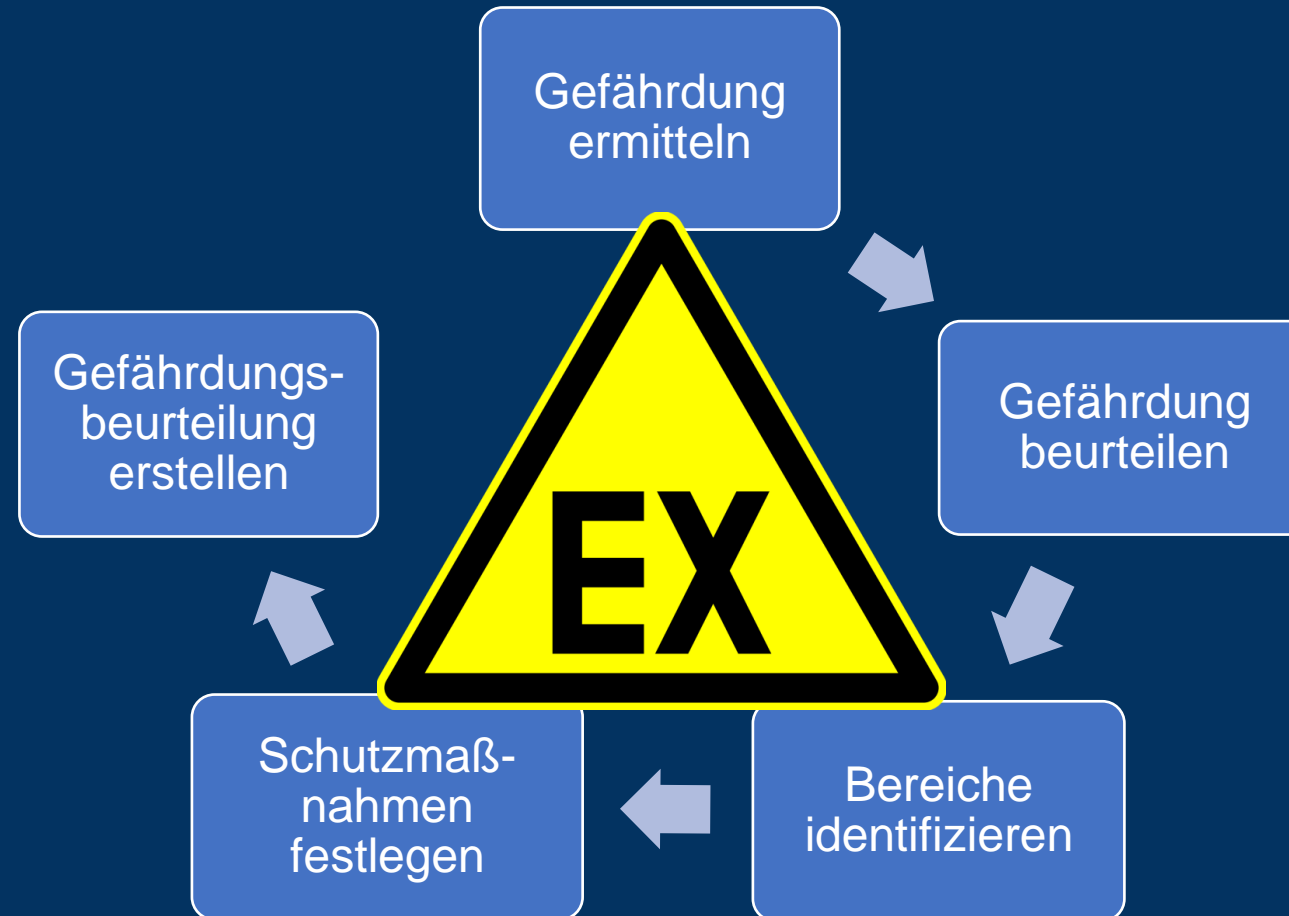 Gefährdung
ermitteln
Gefährdung
beurteilen
Bereiche
identifizieren
Schutzmaß-
nahmen
festlegen
Gefährdungs-
beurteilung
erstellen
EX